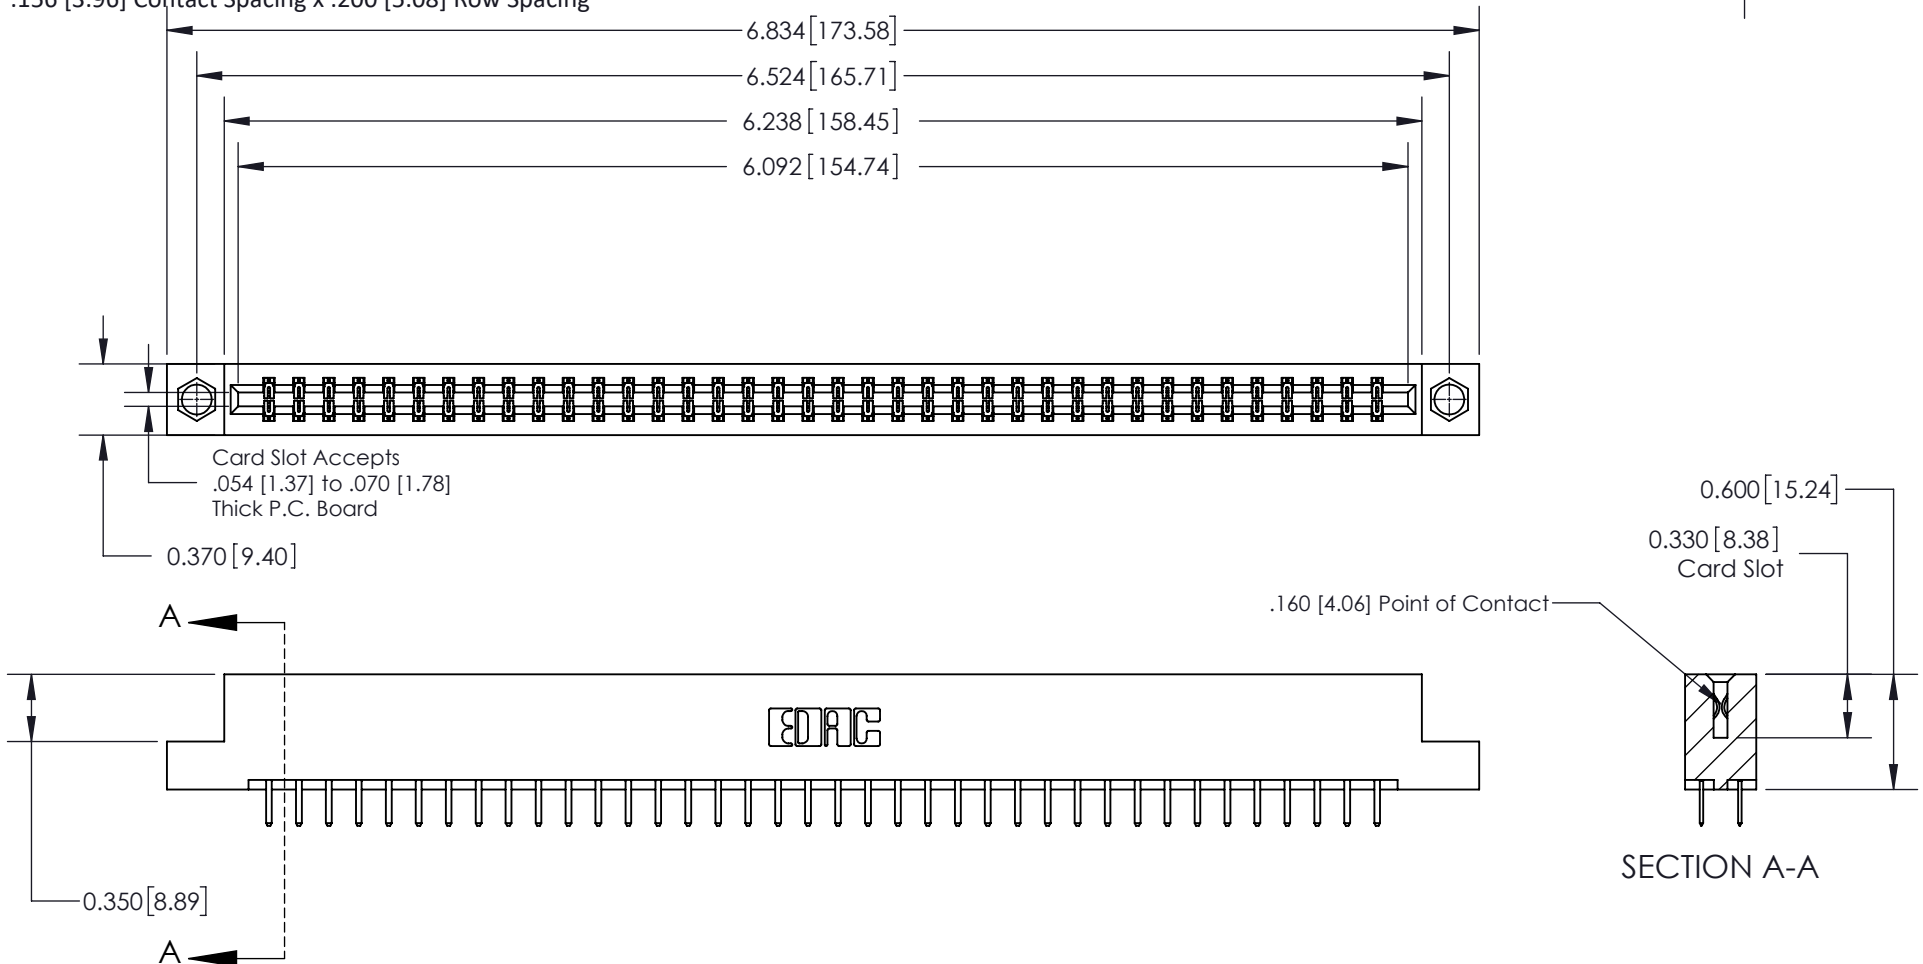 .156 [3.96] Contact Spacing x .200 [5.08] Row Spacing
6.834[173.58]
6.524[165.71]
6.238[158.45]
6.092[154.74]
Card Slot Accepts
.054 [1.37] to .070 [1.78]
Thick P.C. Board
0.370[9.40]
0.600[15.24]
0.330[8.38]
Card Slot
.160 [4.06] Point of Contact
A
EDAC
SECTION A-A
0.350[8.89]
A